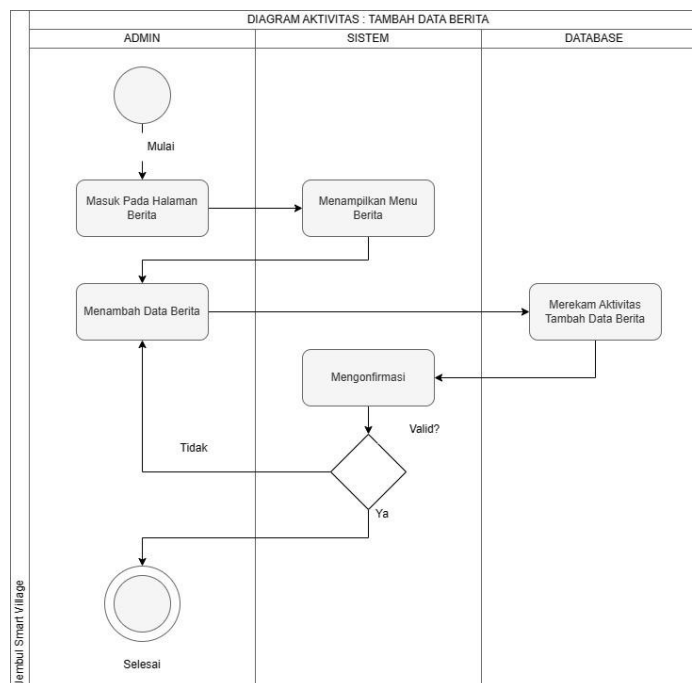 DIAGRAM AKTIVITAS : TAMBAH DATA BERITA
ADMIN
SISTEM
DATABASE
Mulai
Masuk Pada Halaman
Berita
Menampilkan Menu
Berita
Menambah Data Berita
Merekam Aktivitas
Tambah Data Berita
Mengonfirmasi
Valid?
Tidak
Ya
Selesai
Smart Village